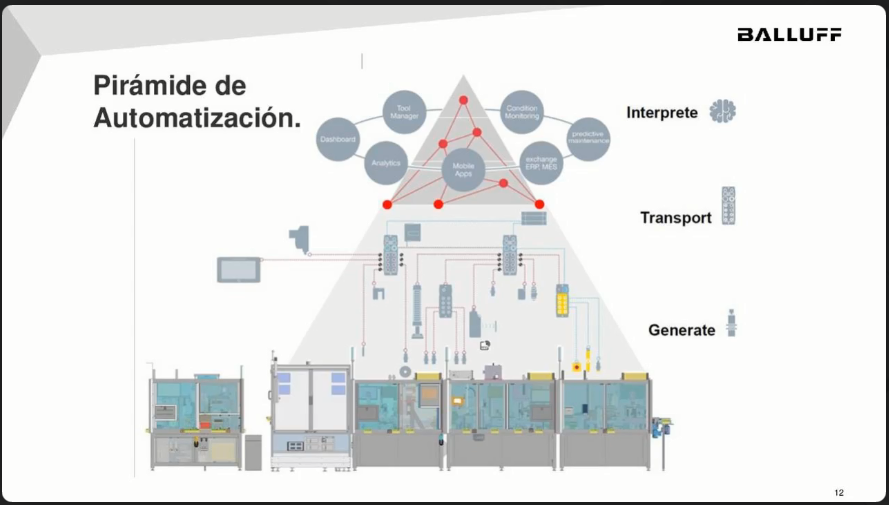 BALLUFF
Pirámide de
Automatización.
Tool
Manager
Condition
Monitoring
Dashboard
predictive
maintenance
Analytics
Mobile
Apps
exchange
ERP, MES
Interprete
Transport
Generate
12